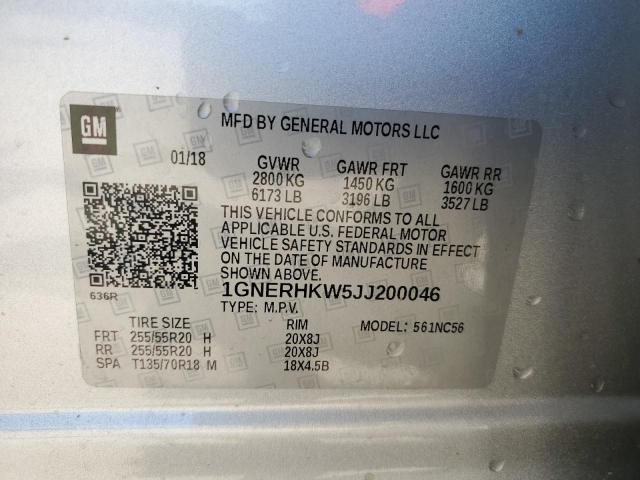 GM
MFD BY GENERAL MOTORS LLC
01/18
GVWR GAWR FRT GAWR RR
2800 KG 1450 KG 1600 KG
6173 LB 3196 LB 3527 LB
THIS VEHICLE CONFORMS TO ALL
APPLICABLE U.S. FEDERAL MOTOR
VEHICLE SAFETY STANDARDS IN EFFECT
ON THE DATE OF MANUFACTURE
SHOWN ABOVE.
636R
1GNERHKW5JJ200046
TYPE: M.P.V.
TIRE SIZE RIM MODEL: 561NC56
FRT 255/55R20 H 20X8J
RR 255/55R20 H 20X8J
SPA T135/70R18 M 18X4.5B